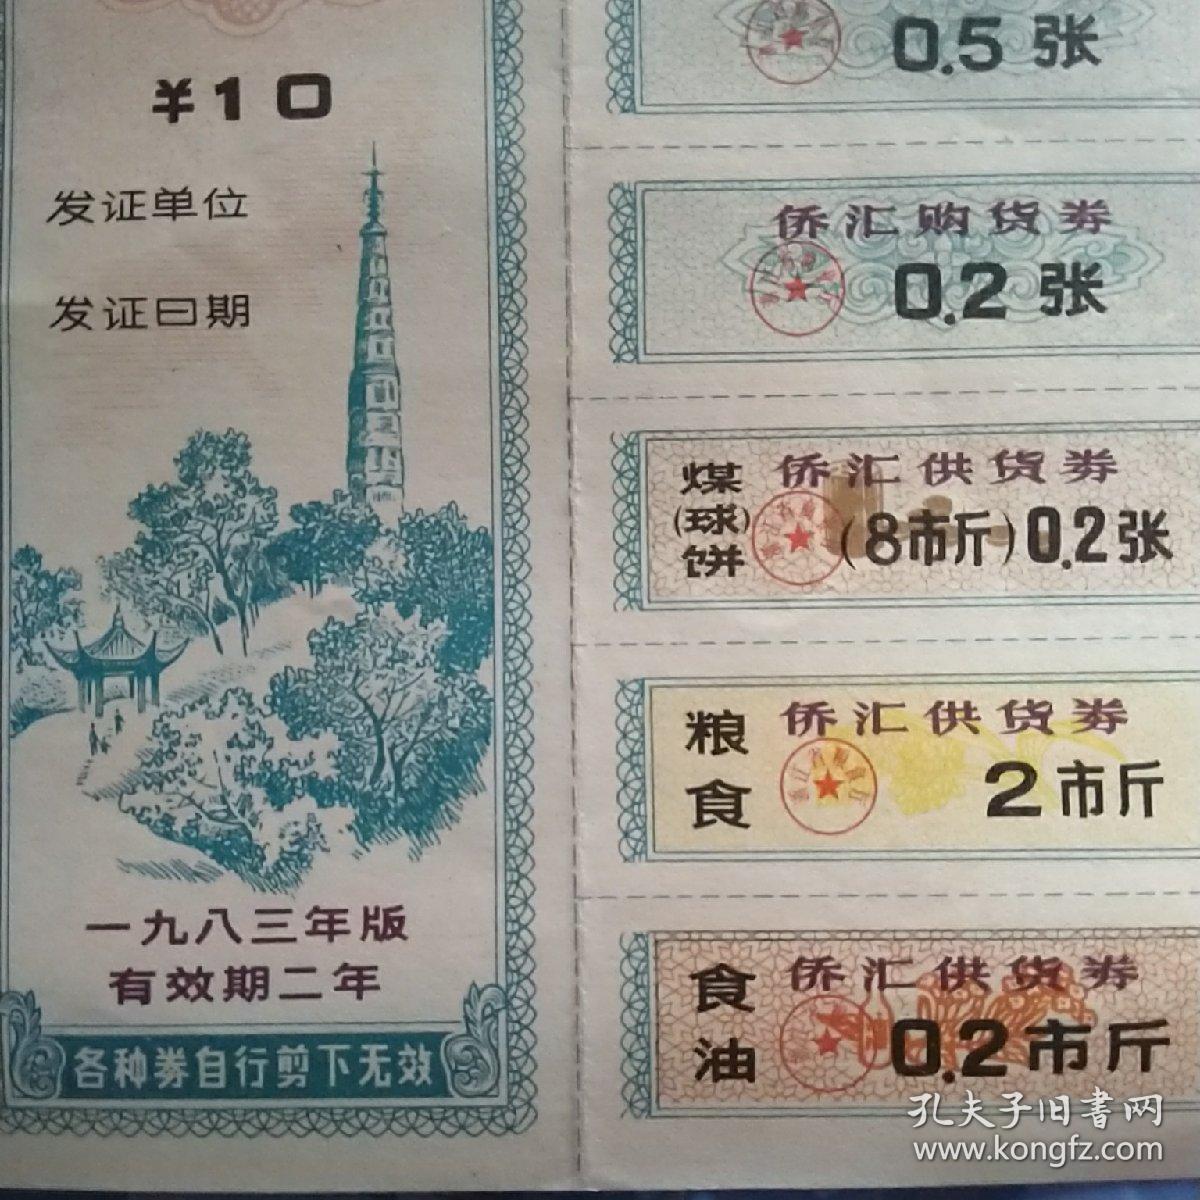 ¥10
发证单位
发证日期
一九八三年版
有效期二年
各种券自行剪下无效
0.5张
侨汇购货券
0.2张
煤(球)饼
侨汇供货券
(8市斤)0.2张
粮食
侨汇供货券
2市斤
食油
侨汇供货券
0.2市斤
孔夫子旧书网
www.kongfz.com